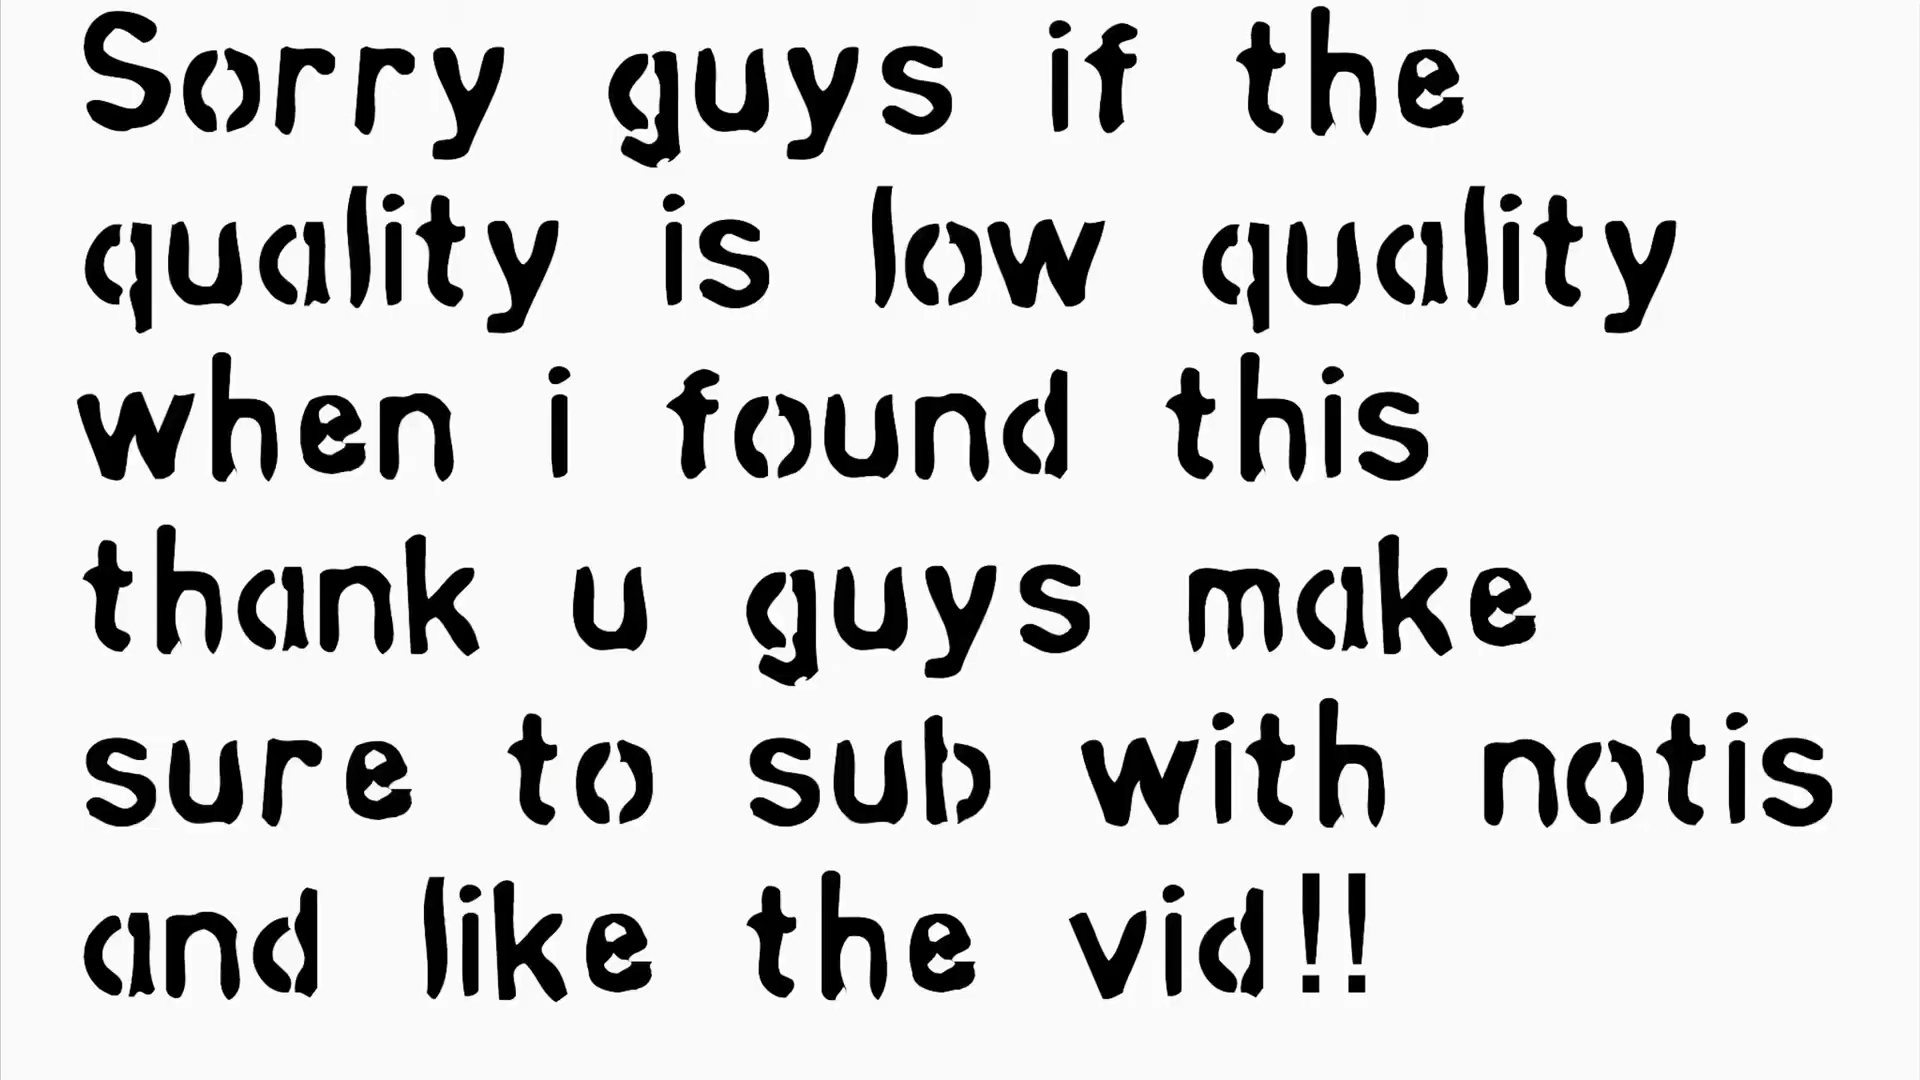 Sorry guys if the
quality is low quality
when i found this
thank u guys make
sure to sub with notis
and like the vid!!